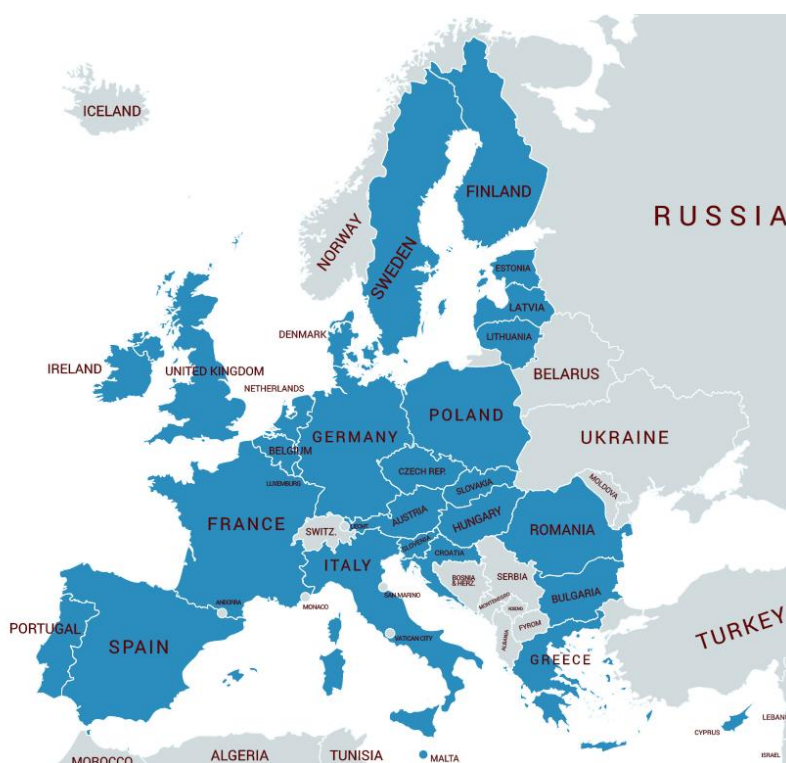 ICELAND
FINLAND
RUSSIA
NORWAY
SWEDEN
ESTONIA
LATVIA
DENMARK
LITHUANIA
IRELAND
UNITED KINGDOM
BELARUS
NETHERLANDS
POLAND
GERMANY
UKRAINE
BELGIUM
CZECH REP.
LUXEMBURG
SLOVAKIA
MOLDOVA
FRANCE
AUSTRIA
HUNGARY
SWITZ.
ROMANIA
SLOVENIA
CROATIA
ITALY
BOSNIA
& HERZ.
SERBIA
BULGARIA
SAN MARINO
ANDORRA
MONACO
MONTENEGRO
PORTUGAL
SPAIN
VATICAN CITY
FYROM
ALBANIA
TURKEY
GREECE
CYPRUS
LEBANO
MOROCCO
ALGERIA
TUNISIA
MALTA
ISRAEL